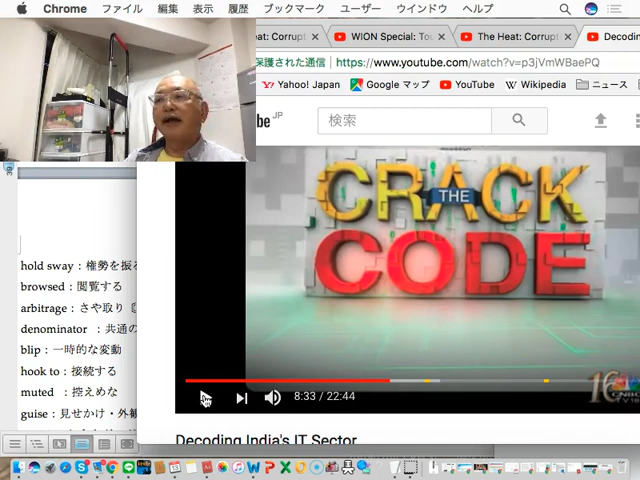 Chrome ファイル 編集 表示 履歴 ブックマーク ユーザー ウインドウ ヘルプ
eat: Corrupt × WION Special: Tou × The Heat: Corrupt × Decodin
保護された通信 | https://www.youtube.com/watch?v=p3jVmWBaePQ
Yahoo! Japan Google マップ YouTube Wikipedia ニュース
be JP 検索
CRACK
THE
CODE
hold sway：権勢を振る
browsed：閲覧する
arbitrage：さや取り〔
denominator ：共通の
blip：一時的な変動
hook to：接続する
muted ：控えめな
guise：見せかけ・外観
8:33 / 22:44
CNBC
TV18
Decoding India's IT Sector